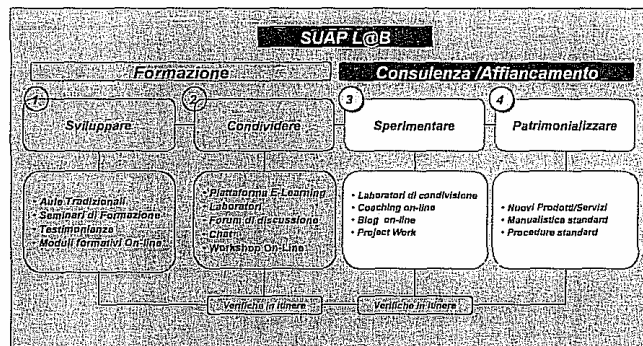 SUAP L@B
Formazione
Consulenza/Affiancamento
1
Sviluppare
2
Condividere
3
Sperimentare
4
Patrimonializzare
• Aule Tradizionali
• Seminari di Formazione
• Testimonianze
• Moduli formativi On-line
• Piattaforma E-Learning
• Laboratori
• Forum di discussione
• Chat
• Workshop On-Line
• Laboratori di condivisione
• Coaching on-line
• Blog on-line
• Project Work
• Nuovi Prodotti/Servizi
• Manualistica standard
• Procedure standard
Verifiche in itinere
Verifiche in itinere